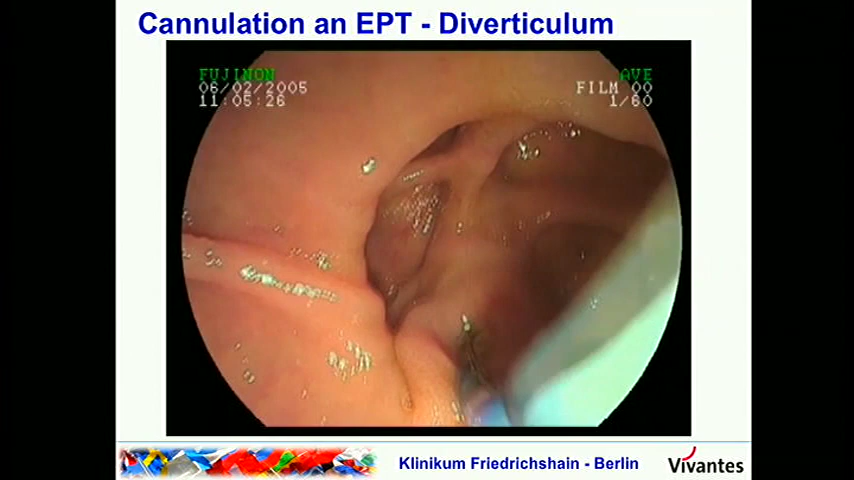 Cannulation an EPT - Diverticulum
FUJINON
06/02/2005
11:05:26
AVE
FILM 00
1/60
Klinikum Friedrichshain - Berlin
Vivantes